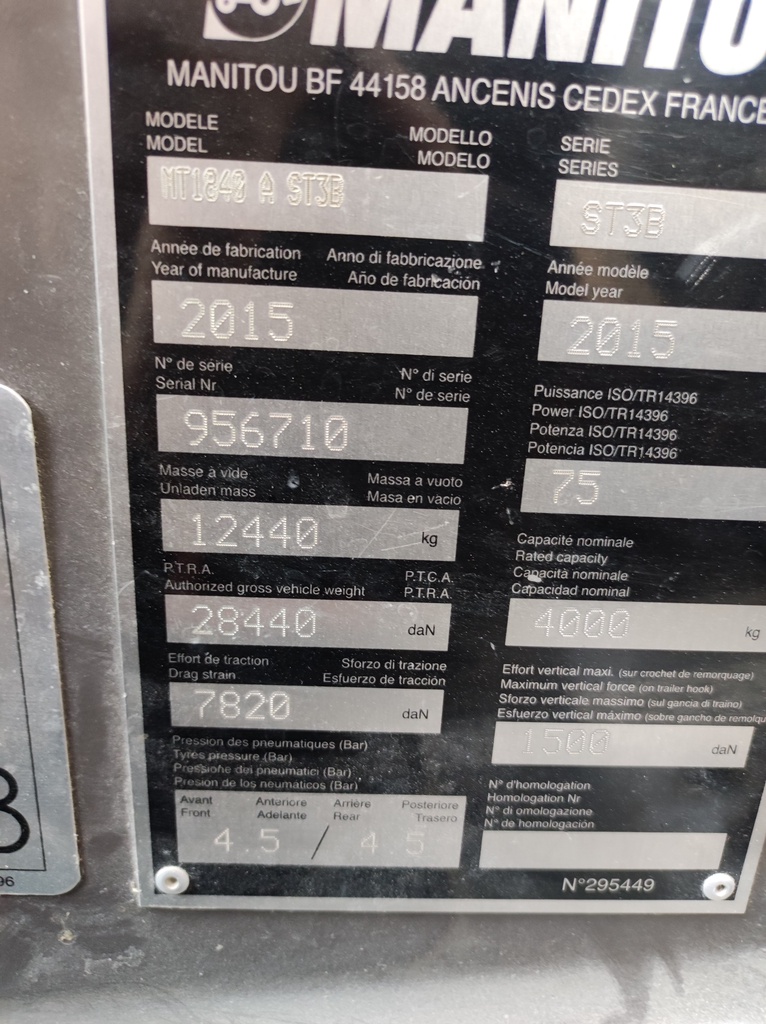 MANITOU
MANITOU BF 44158 ANCENIS CEDEX FRANCE
MODELE
MODEL
MODELLO
MODELO
MT1840 A ST3B
SERIE
SERIES
ST3B
Année de fabrication
Year of manufacture
Anno di fabbricazione
Año de fabricación
2015
Année modèle
Model year
2015
N° de série
Serial Nr
N° di serie
N° de serie
956710
Puissance ISO/TR14396
Power ISO/TR14396
Potenza ISO/TR14396
Potencia ISO/TR14396
75
Masse à vide
Unladen mass
Massa a vuoto
Masa en vacio
12440 kg
Capacité nominale
Rated capacity
Capacità nominale
Capacidad nominal
4000 kg
P.T.R.A.
Authorized gross vehicle weight
P.T.C.A.
P.T.R.A.
28440 daN
Effort de traction
Drag strain
Sforzo di trazione
Esfuerzo de tracción
7820 daN
Effort vertical maxi. (sur crochet de remorquage)
Maximum vertical force (on trailer hook)
Sforzo verticale massimo (sul gancia di traino)
Esfuerzo vertical máximo (sobre gancho de remolqu
1500 daN
Pression des pneumatiques (Bar)
Tyres pressure (Bar)
Pressione dei pneumatici (Bar)
Presion de los neumáticos (Bar)
Avant Anteriore Arrière Posteriore
Front Adelante Rear Trasero
4.5 / 4.5
N° d'homologation
Homologation Nr
N° di omologazione
N° de homologación
N°295449
96